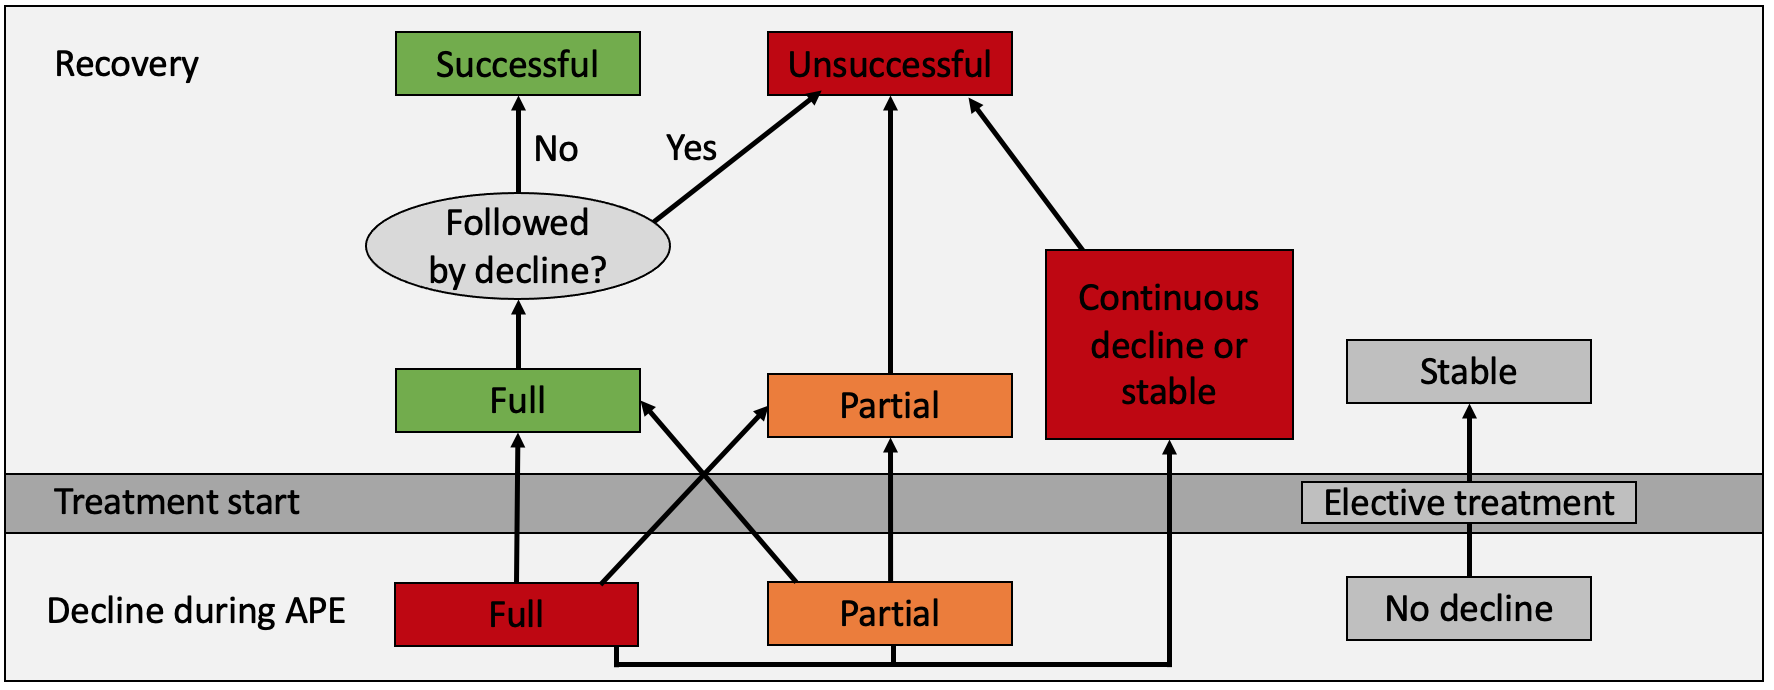 Recovery
Successful
Unsuccessful
No
Yes
Followed
by decline?
Continuous
decline or
stable
Stable
Full
Partial
Treatment start
Elective treatment
Decline during APE
Full
Partial
No decline